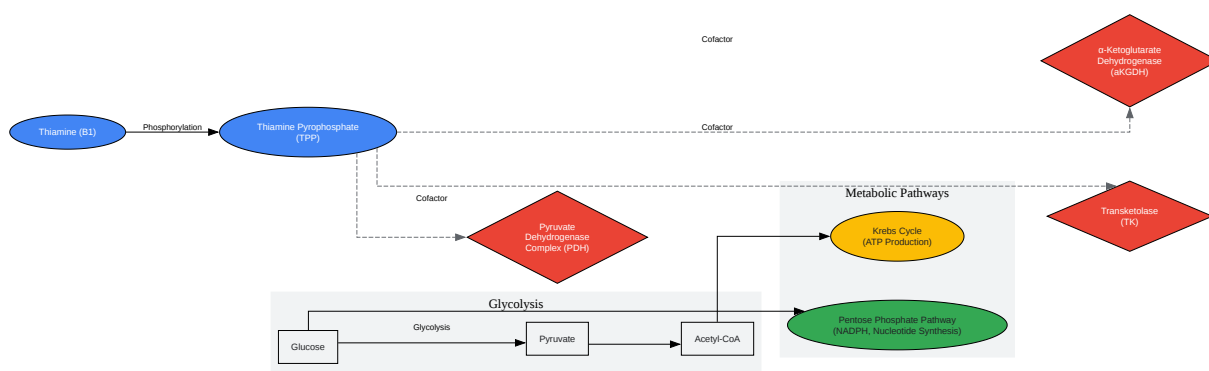 Cofactor
α-Ketoglutarate
Dehydrogenase
(aKGDH)
Thiamine (B1)
Phosphorylation
Thiamine Pyrophosphate
(TPP)
Cofactor
Cofactor
Pyruvate
Dehydrogenase
Complex (PDH)
Metabolic Pathways
Krebs Cycle
(ATP Production)
Transketolase
(TK)
Glycolysis
Glucose
Glycolysis
Pyruvate
Acetyl-CoA
Pentose Phosphate Pathway
(NADPH, Nucleotide Synthesis)